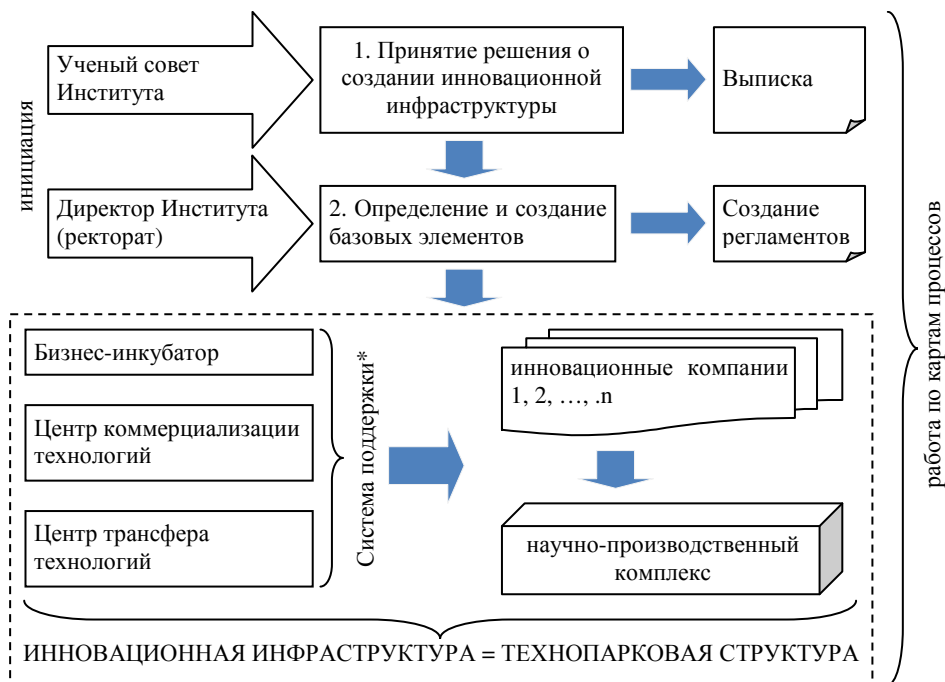 инициация
Ученый совет
Института
1. Принятие решения о
создании инновационной
инфраструктуры
Выписка
Директор Института
(ректорат)
2. Определение и создание
базовых элементов
Создание
регламентов
работа по картам процессов
Бизнес-инкубатор
Центр коммерциализации
технологий
Центр трансфера
технологий
Система поддержки*
инновационные компании
1, 2, …, .n
научно-производственный
комплекс
ИННОВАЦИОННАЯ ИНФРАСТРУКТУРА = ТЕХНОПАРКОВАЯ СТРУКТУРА